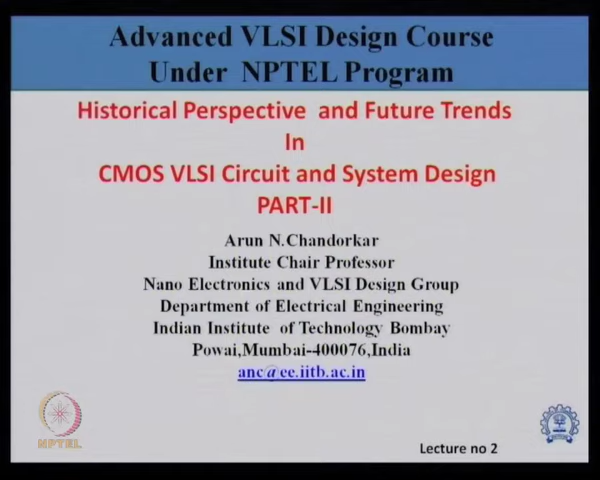 Advanced VLSI Design Course
Under NPTEL Program
Historical Perspective and Future Trends
In
CMOS VLSI Circuit and System Design
PART-II
Arun N.Chandorkar
Institute Chair Professor
Nano Electronics and VLSI Design Group
Department of Electrical Engineering
Indian Institute of Technology Bombay
Powai,Mumbai-400076,India
anc@ee.iitb.ac.in
NPTEL
Lecture no 2